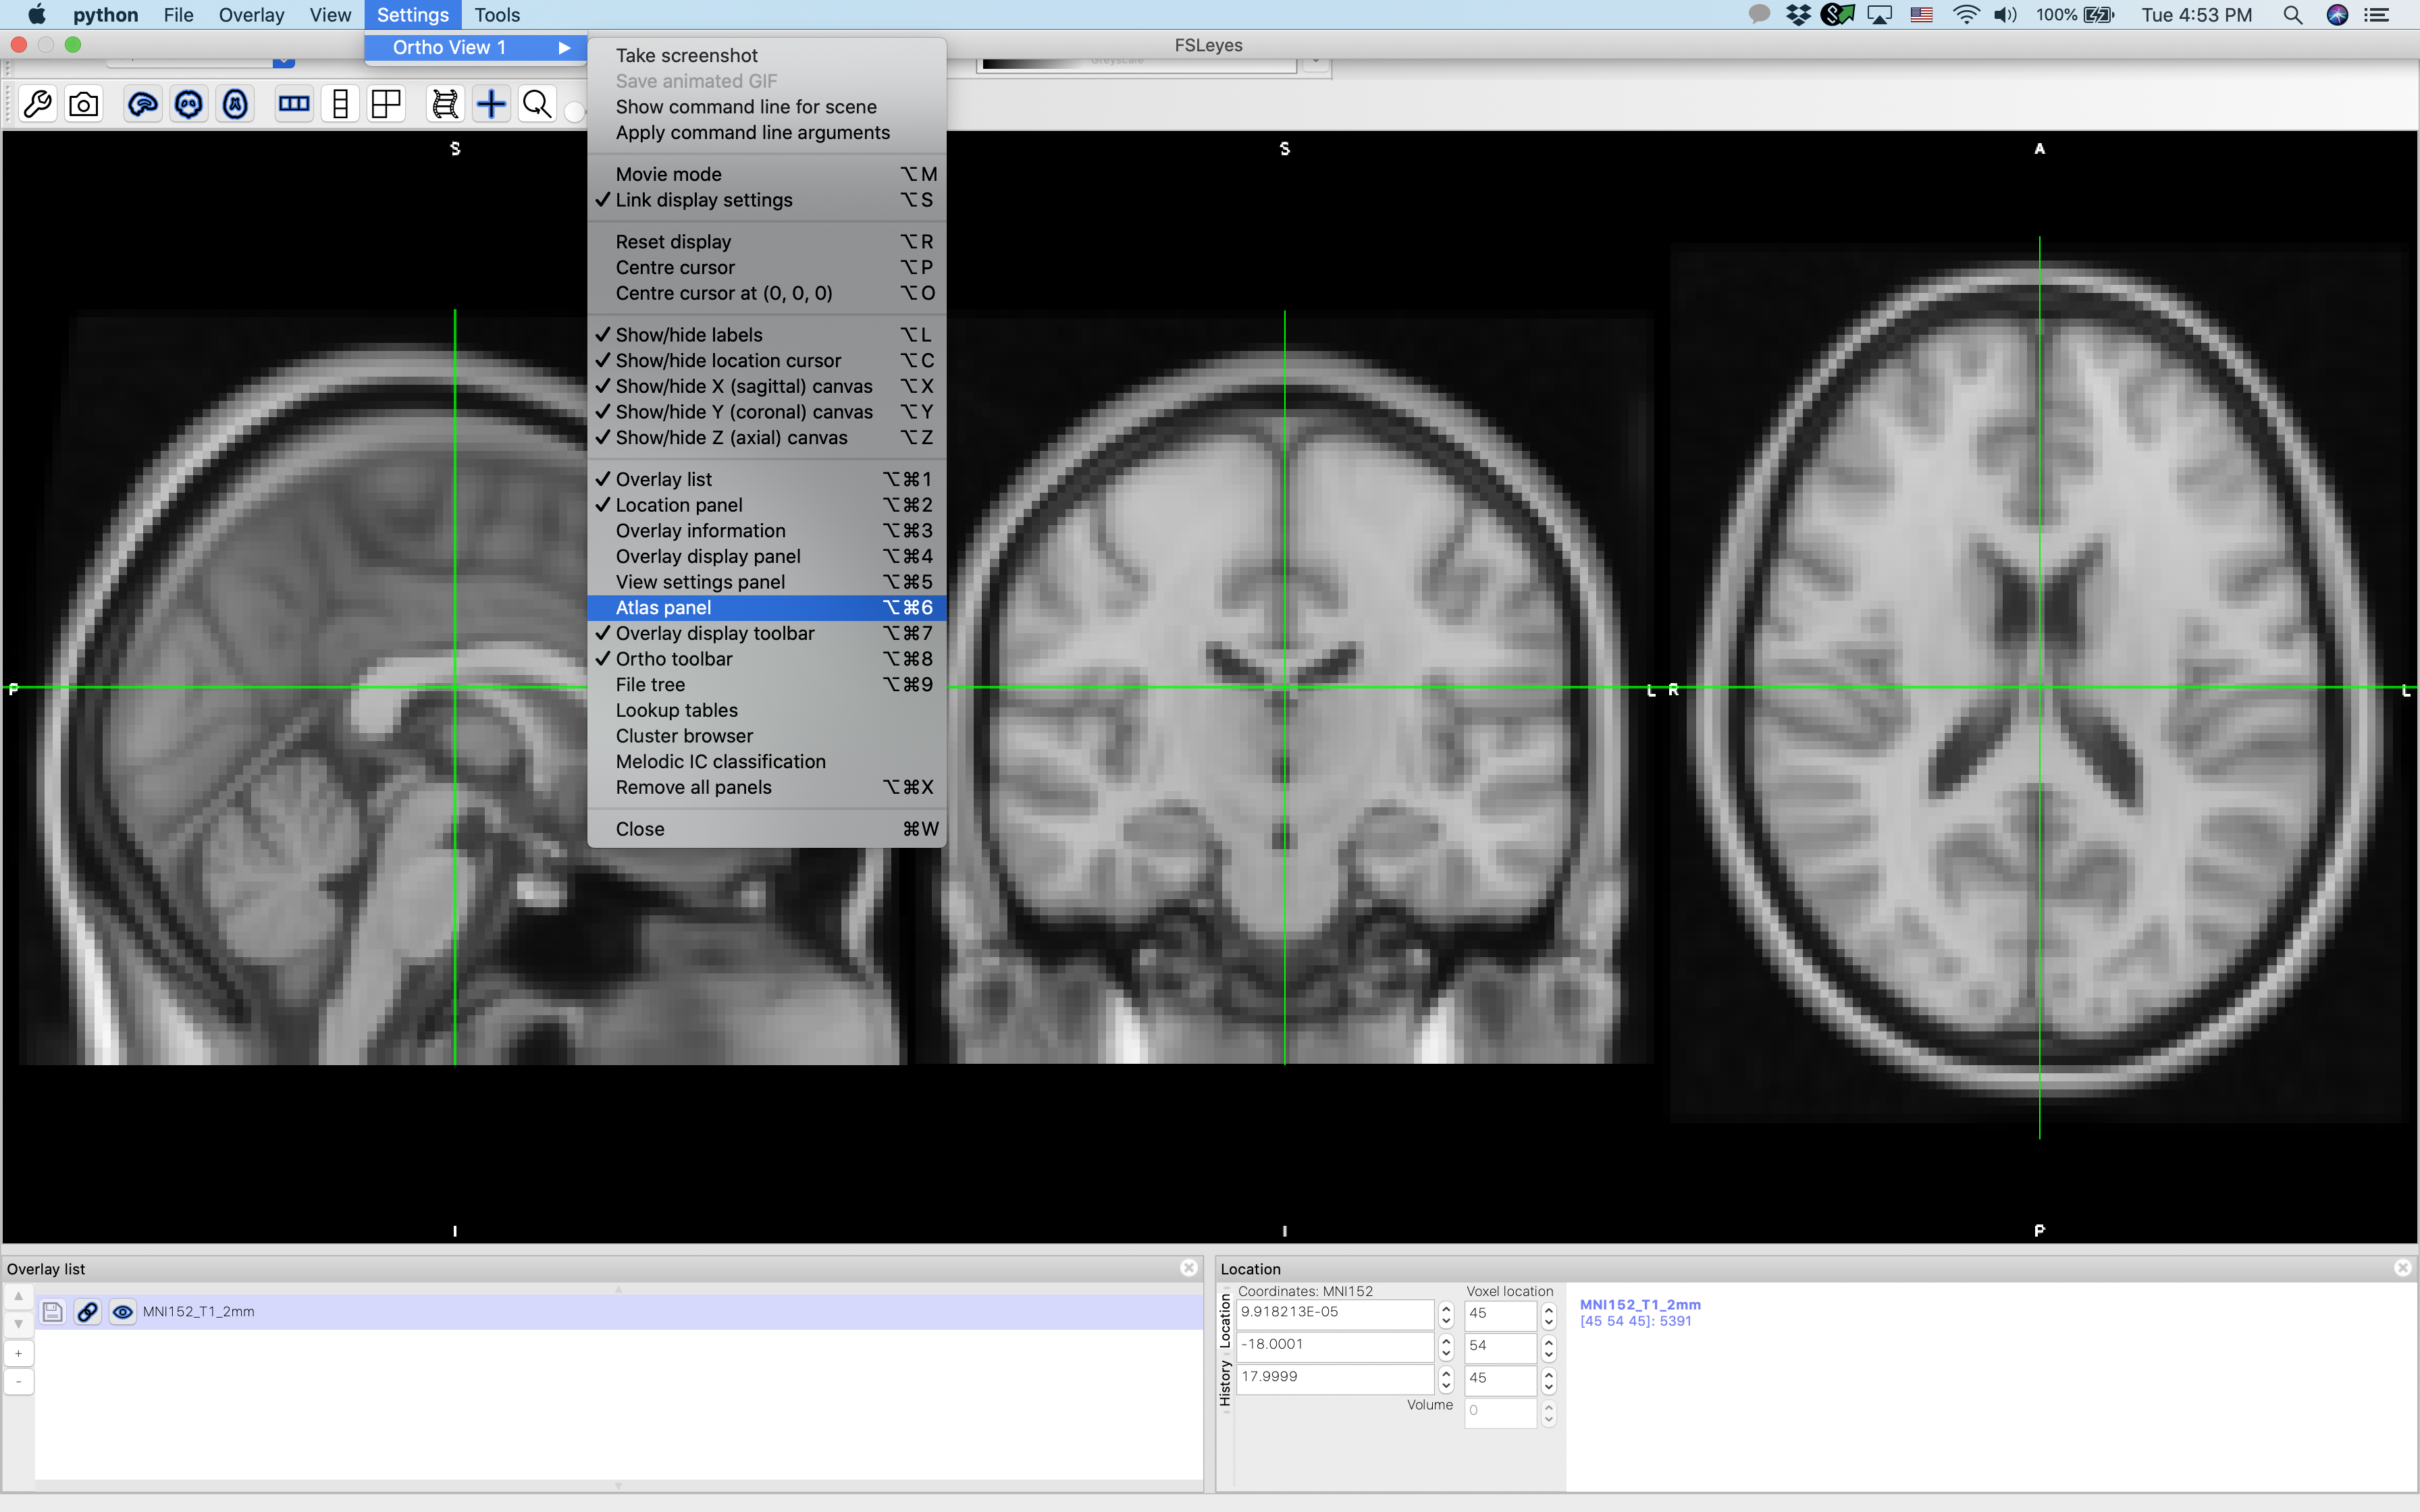 python File Overlay View Settings Tools 100% Tue 4:53 PM
Ortho View 1
FSLeyes
Greyscale
Take screenshot
Save animated GIF
Show command line for scene
Apply command line arguments
Movie mode ⌥M
✓ Link display settings ⌥S
Reset display ⌥R
Centre cursor ⌥P
Centre cursor at (0, 0, 0) ⌥O
✓ Show/hide labels ⌥L
✓ Show/hide location cursor ⌥C
✓ Show/hide X (sagittal) canvas ⌥X
✓ Show/hide Y (coronal) canvas ⌥Y
✓ Show/hide Z (axial) canvas ⌥Z
✓ Overlay list ⌥⌘1
✓ Location panel ⌥⌘2
Overlay information ⌥⌘3
Overlay display panel ⌥⌘4
View settings panel ⌥⌘5
Atlas panel ⌥⌘6
✓ Overlay display toolbar ⌥⌘7
✓ Ortho toolbar ⌥⌘8
File tree ⌥⌘9
Lookup tables
Cluster browser
Melodic IC classification
Remove all panels ⌥⌘X
Close ⌘W
S S A
P L R L
I I P
Overlay list
MNI152_T1_2mm
+
-
Location
Location
History
Coordinates: MNI152 Voxel location
9.918213E-05 45
-18.0001 54
17.9999 45
Volume 0
MNI152_T1_2mm
[45 54 45]: 5391